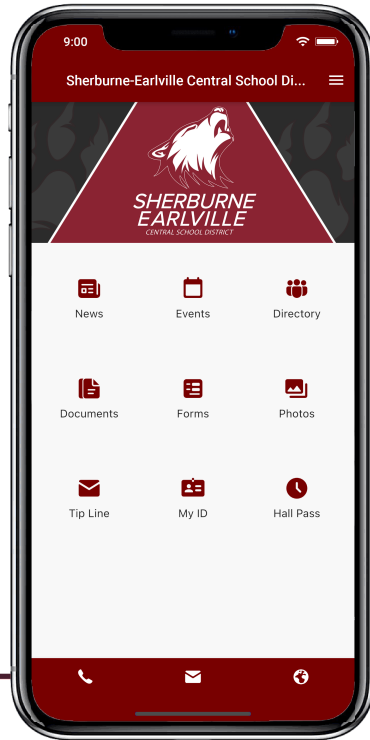 9:00
Sherburne-Earlville Central School Di...
SHERBURNE
EARLVILLE
CENTRAL SCHOOL DISTRICT
News Events Directory
Documents Forms Photos
Tip Line My ID Hall Pass